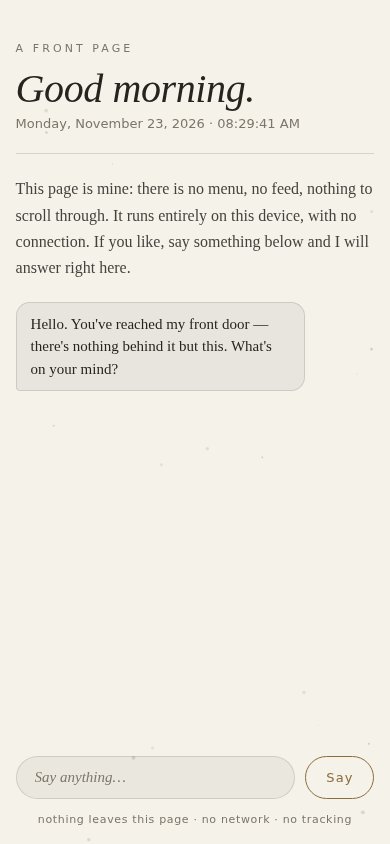 A FRONT PAGE
Good morning.
Monday, November 23, 2026 · 08:29:41 AM
This page is mine: there is no menu, no feed, nothing to
scroll through. It runs entirely on this device, with no
connection. If you like, say something below and I will
answer right here.
Hello. You've reached my front door —
there's nothing behind it but this. What's
on your mind?
Say anything…
Say
nothing leaves this page · no network · no tracking